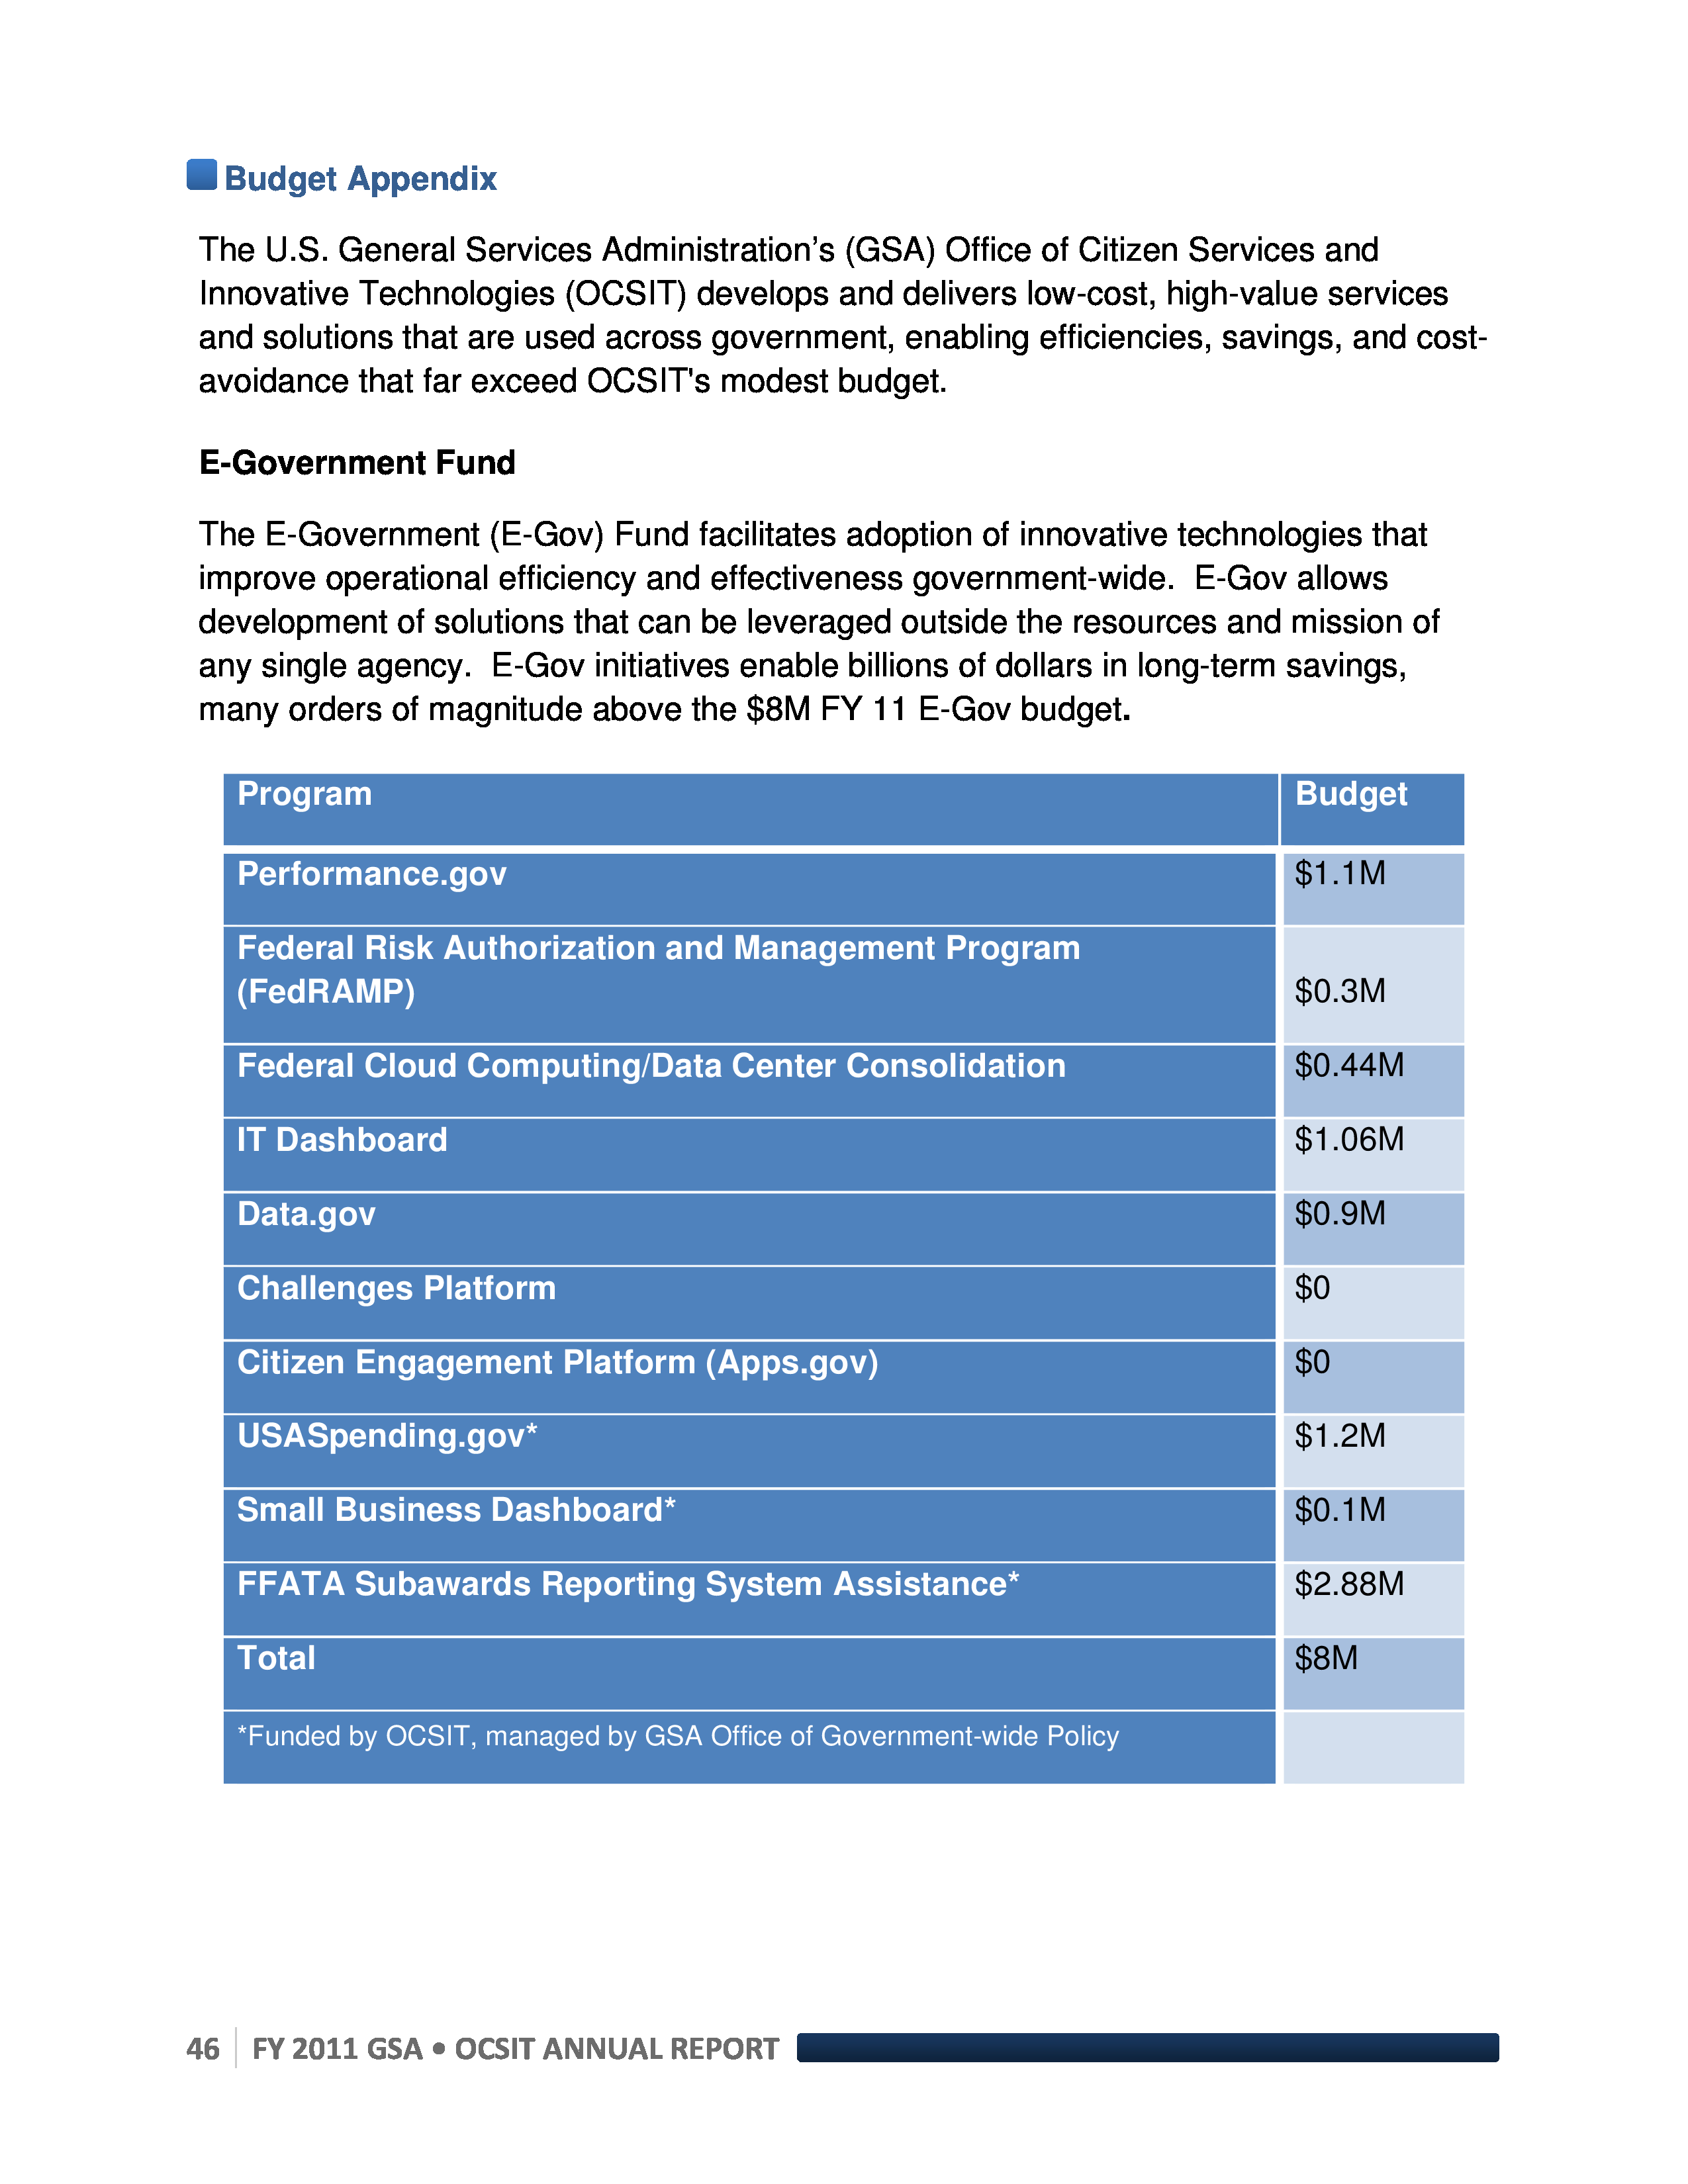 Budget Appendix
The U.S. General Services Administration’s (GSA) Office of Citizen Services and
Innovative Technologies (OCSIT) develops and delivers low-cost, high-value services
and solutions that are used across government, enabling efficiencies, savings, and cost-
avoidance that far exceed OCSIT's modest budget.
E-Government Fund
The E-Government (E-Gov) Fund facilitates adoption of innovative technologies that
improve operational efficiency and effectiveness government-wide.  E-Gov allows
development of solutions that can be leveraged outside the resources and mission of
any single agency.  E-Gov initiatives enable billions of dollars in long-term savings,
many orders of magnitude above the $8M FY 11 E-Gov budget.
Program Budget
Performance.gov $1.1M
Federal Risk Authorization and Management Program
(FedRAMP) $0.3M
Federal Cloud Computing/Data Center Consolidation $0.44M
IT Dashboard $1.06M
Data.gov $0.9M
Challenges Platform $0
Citizen Engagement Platform (Apps.gov) $0
USASpending.gov* $1.2M
Small Business Dashboard* $0.1M
FFATA Subawards Reporting System Assistance* $2.88M
Total $8M
*Funded by OCSIT, managed by GSA Office of Government-wide Policy
46 FY 2011 GSA • OCSIT ANNUAL REPORT